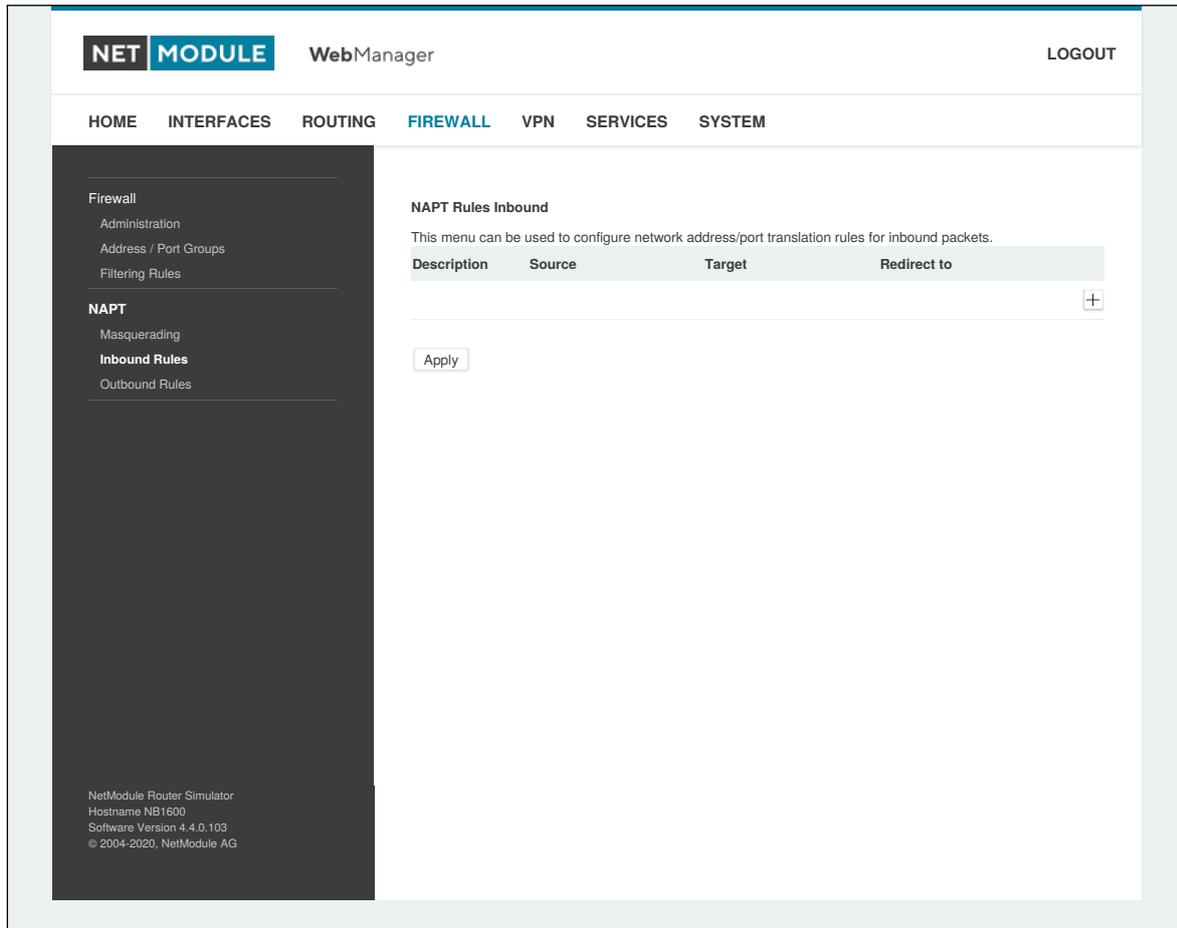 NET MODULE WebManager LOGOUT
HOME INTERFACES ROUTING FIREWALL VPN SERVICES SYSTEM
Firewall
Administration
Address / Port Groups
Filtering Rules
NAPT
Masquerading
Inbound Rules
Outbound Rules
NAPT Rules Inbound
This menu can be used to configure network address/port translation rules for inbound packets.
Description Source Target Redirect to
Apply
NetModule Router Simulator
Hostname NB1600
Software Version 4.4.0.103
© 2004-2020, NetModule AG